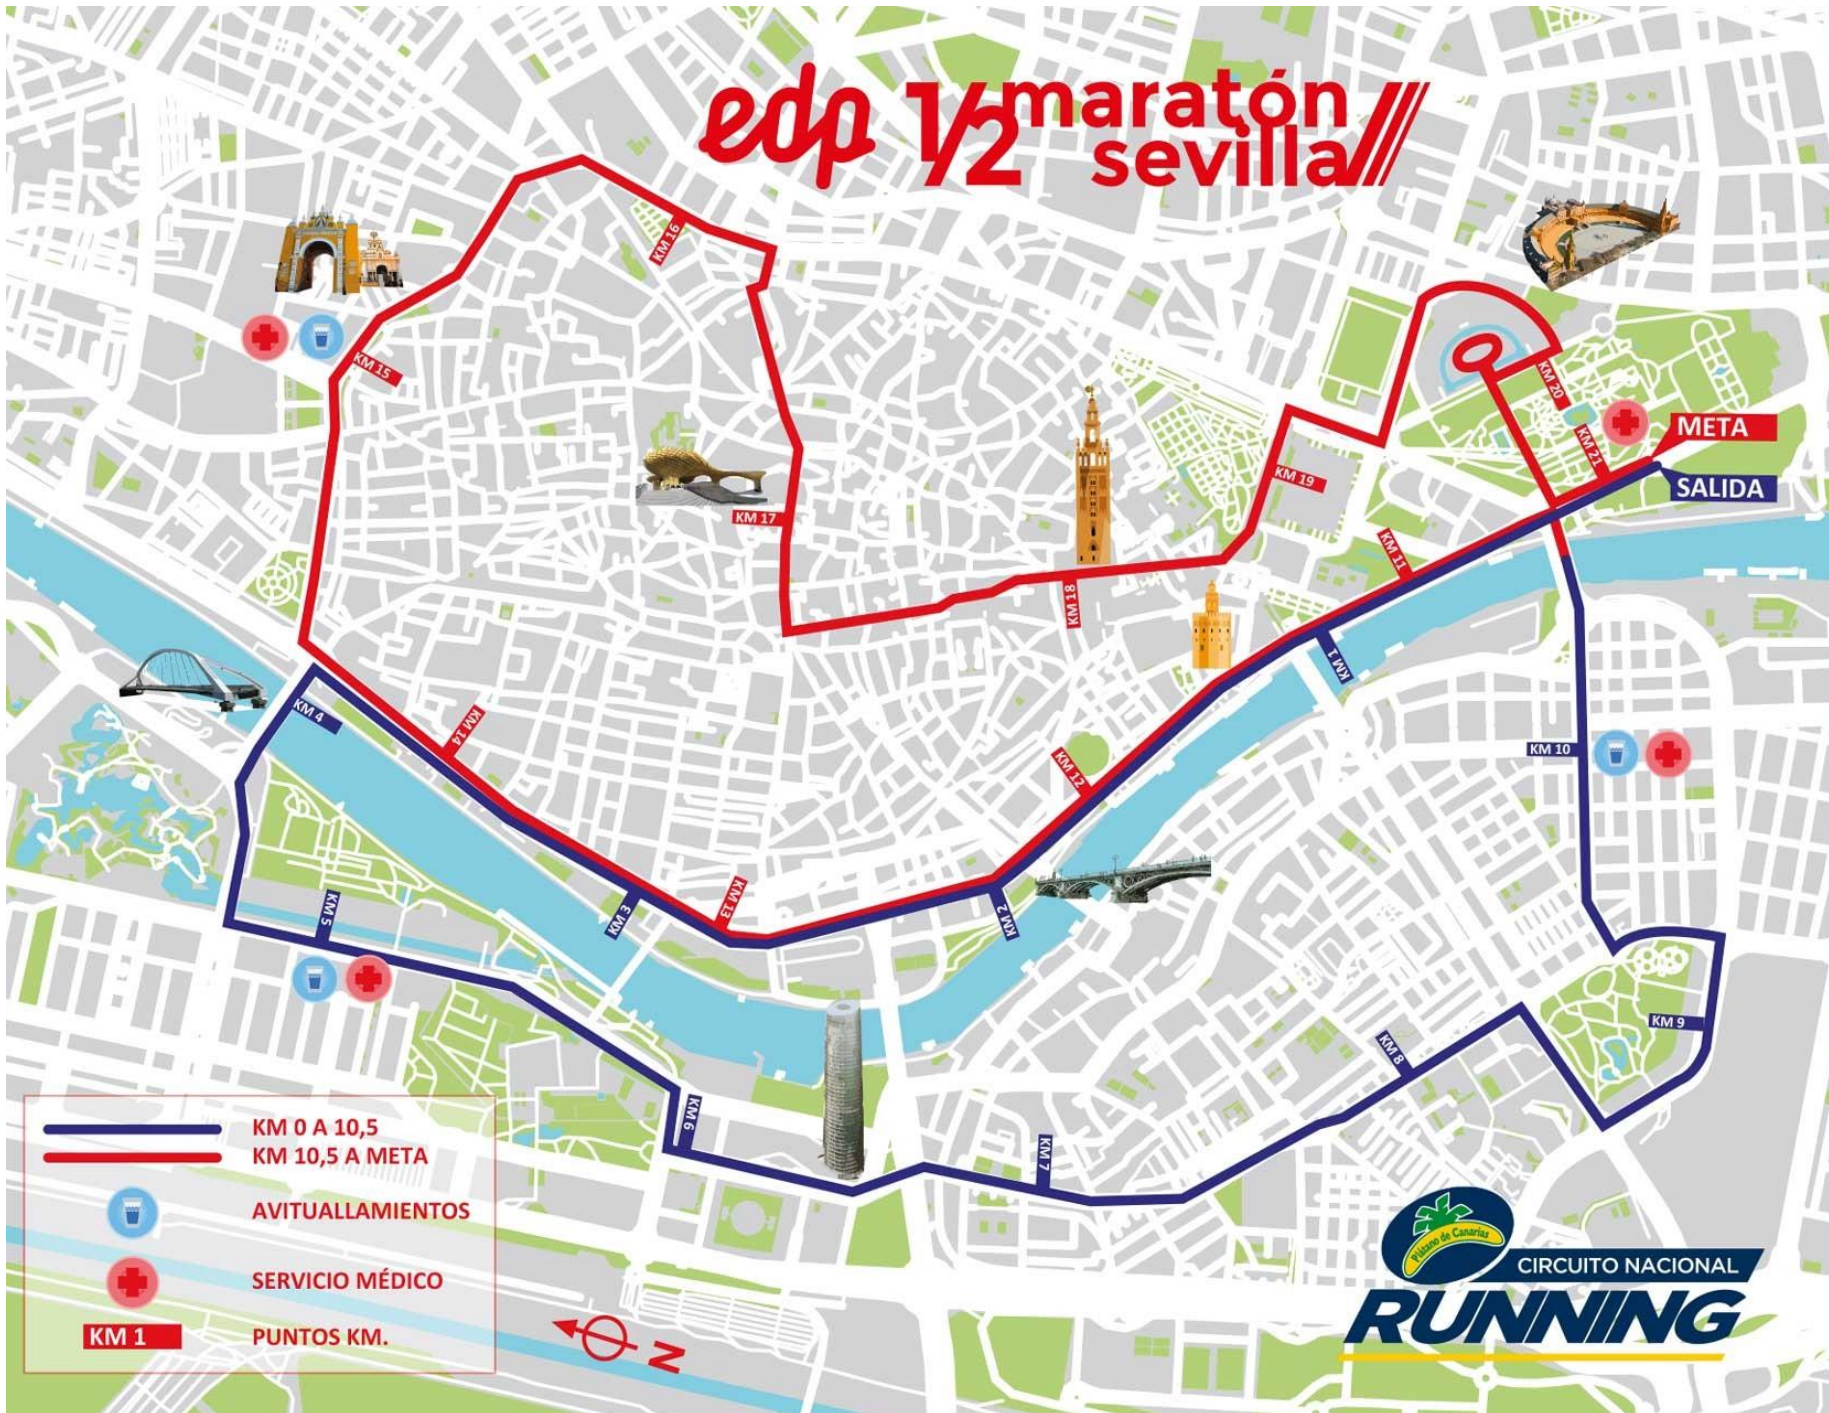 edp 1/2 maratón
sevilla
KM 16
KM 15
KM 20
META
KM 21
SALIDA
KM 19
KM 17
KM 11
KM 18
KM 1
KM 4
KM 14
KM 10
KM 12
KM 13
KM 3
KM 2
KM 5
KM 9
KM 8
KM 6
KM 7
KM 0 A 10,5
KM 10,5 A META
AVITUALLAMIENTOS
SERVICIO MÉDICO
KM 1 PUNTOS KM.
N
Plátano de Canarias
CIRCUITO NACIONAL
RUNNING